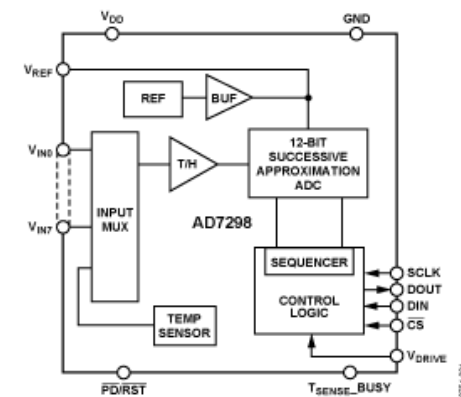 VDD
GND
VREF
REF
BUF
VIN0
T/H
12-BIT
SUCCESSIVE
APPROXIMATION
ADC
INPUT
MUX
AD7298
VIN7
SEQUENCER
CONTROL
LOGIC
SCLK
DOUT
DIN
CS
TEMP
SENSOR
VDRIVE
PD/RST
TSENSE_BUSY